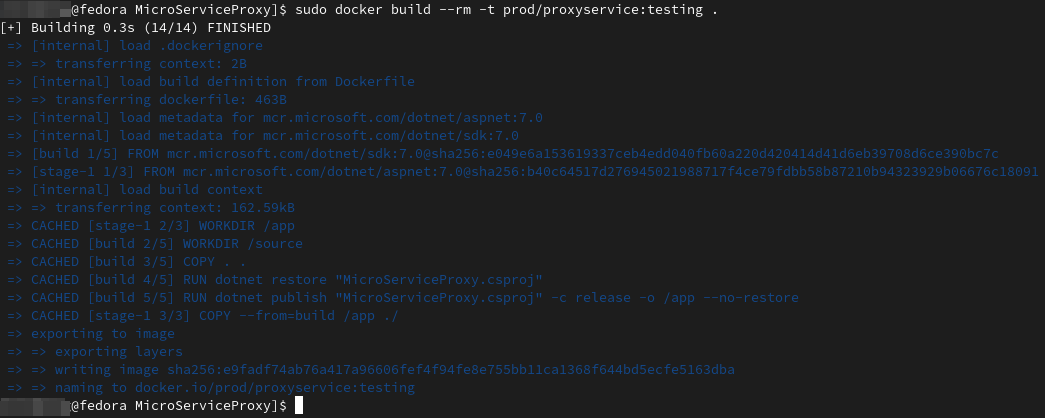 @fedora MicroServiceProxy]$ sudo docker build --rm -t prod/proxyservice:testing .
[+] Building 0.3s (14/14) FINISHED
=> [internal] load .dockerignore
=> => transferring context: 2B
=> [internal] load build definition from Dockerfile
=> => transferring dockerfile: 463B
=> [internal] load metadata for mcr.microsoft.com/dotnet/aspnet:7.0
=> [internal] load metadata for mcr.microsoft.com/dotnet/sdk:7.0
=> [build 1/5] FROM mcr.microsoft.com/dotnet/sdk:7.0@sha256:e049e6a153619337ceb4edd040fb60a220d420414d41d6eb39708d6ce390bc7c
=> [stage-1 1/3] FROM mcr.microsoft.com/dotnet/aspnet:7.0@sha256:b40c64517d276945021988717f4ce79fdbb58b87210b94323929b06676c18091
=> [internal] load build context
=> => transferring context: 162.59kB
=> CACHED [stage-1 2/3] WORKDIR /app
=> CACHED [build 2/5] WORKDIR /source
=> CACHED [build 3/5] COPY . .
=> CACHED [build 4/5] RUN dotnet restore "MicroServiceProxy.csproj"
=> CACHED [build 5/5] RUN dotnet publish "MicroServiceProxy.csproj" -c release -o /app --no-restore
=> CACHED [stage-1 3/3] COPY --from=build /app ./
=> exporting to image
=> => exporting layers
=> => writing image sha256:e9fadf74ab76a417a96606fef4f94fe8e755bb11ca1368f644bd5ecfe5163dba
=> => naming to docker.io/prod/proxyservice:testing
@fedora MicroServiceProxy]$